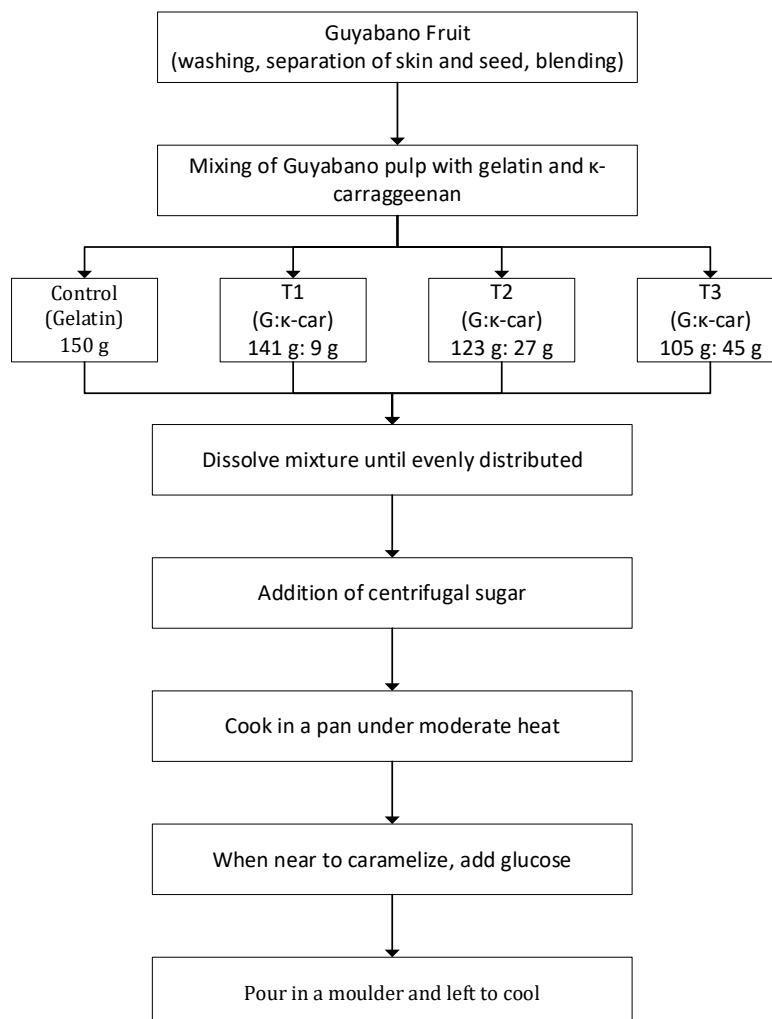 Guyabano Fruit
(washing, separation of skin and seed, blending)
Mixing of Guyabano pulp with gelatin and κ-
carraggeenan
Control
(Gelatin)
150 g
T1
(G:κ-car)
141 g: 9 g
T2
(G:κ-car)
123 g: 27 g
T3
(G:κ-car)
105 g: 45 g
Dissolve mixture until evenly distributed
Addition of centrifugal sugar
Cook in a pan under moderate heat
When near to caramelize, add glucose
Pour in a moulder and left to cool